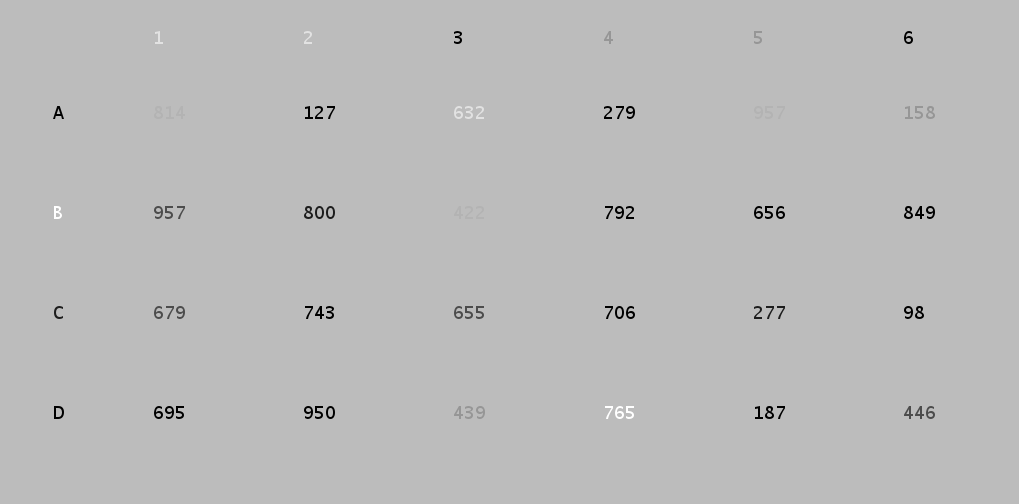 1 2 3 4 5 6
A 814 127 632 279 957 158
B 957 800 422 792 656 849
C 679 743 655 706 277 98
D 695 950 439 765 187 446